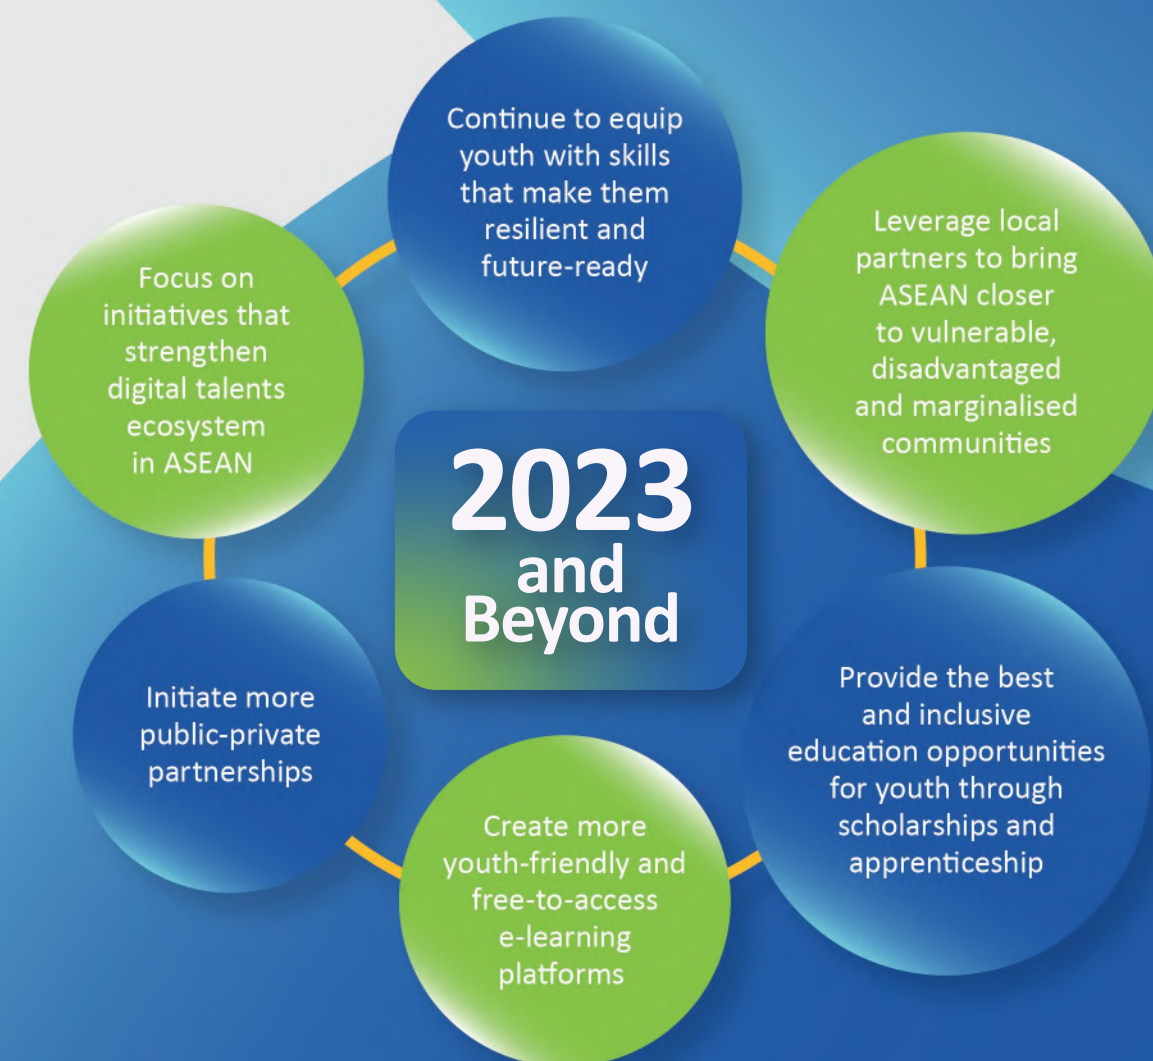 Continue to equip
youth with skills
that make them
resilient and
future-ready
Leverage local
partners to bring
ASEAN closer
to vulnerable,
disadvantaged
and marginalised
communities
Focus on
initiatives that
strengthen
digital talents
ecosystem
in ASEAN
2023
and
Beyond
Initiate more
public-private
partnerships
Provide the best
and inclusive
education opportunities
for youth through
scholarships and
apprenticeship
Create more
youth-friendly and
free-to-access
e-learning
platforms